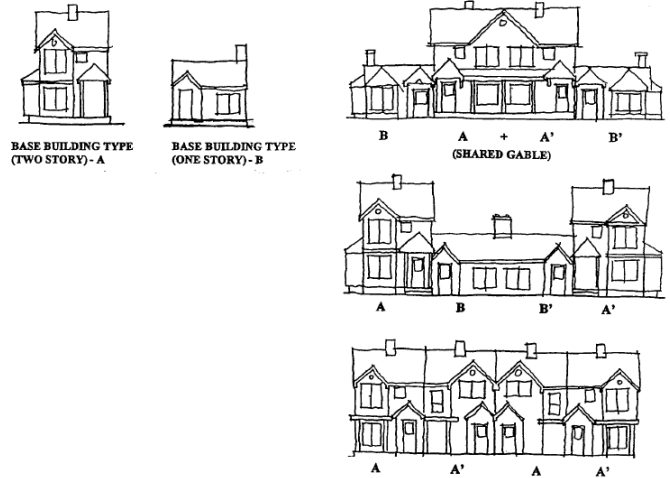 BASE BUILDING TYPE
(TWO STORY) - A
BASE BUILDING TYPE
(ONE STORY) - B
B A + A' B'
(SHARED GABLE)
A B B' A'
A A' A A'